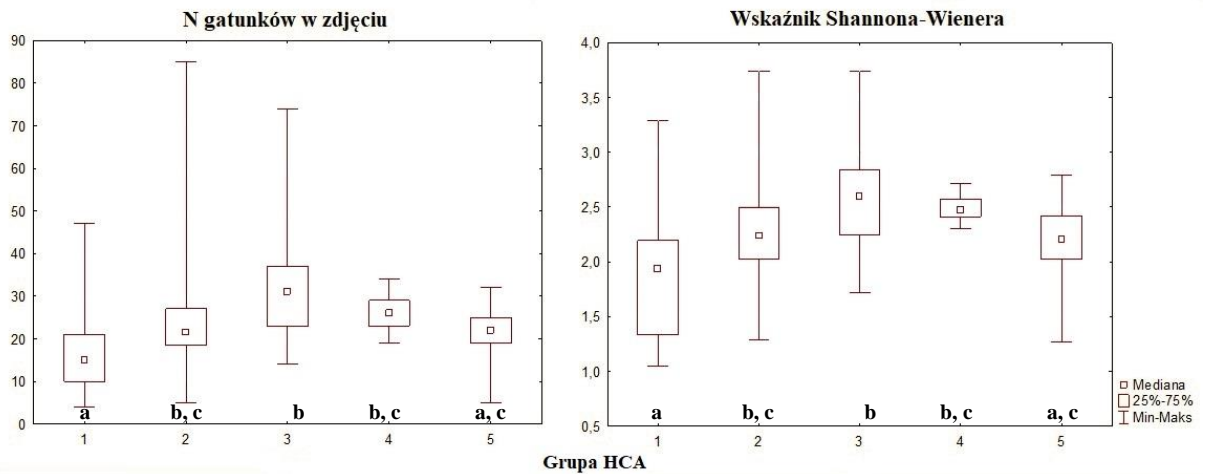 N gatunków w zdjęciu
90
80
70
60
50
40
30
20
10
0
a b, c b b, c a, c
1 2 3 4 5
Wskaźnik Shannona-Wienera
4,0
3,5
3,0
2,5
2,0
1,5
1,0
0,5
a b, c b b, c a, c
1 2 3 4 5
Mediana
25%-75%
Min-Maks
Grupa HCA